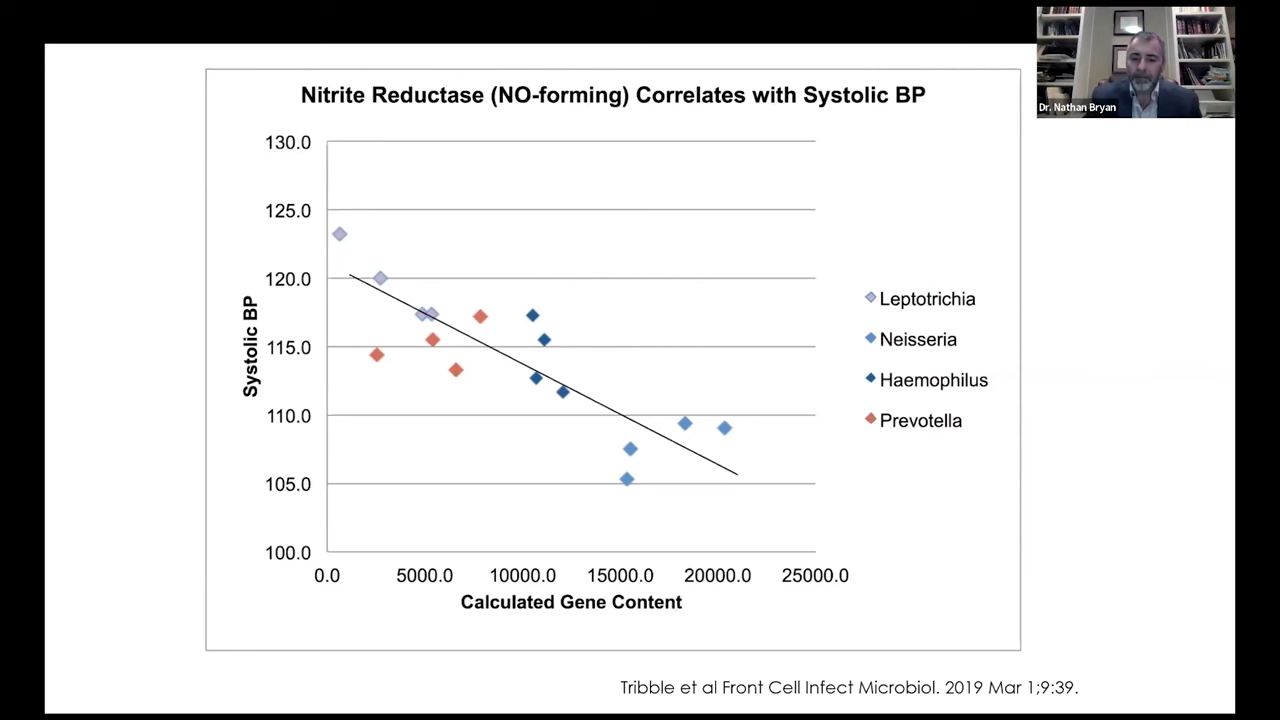 Dr. Nathan Bryan
Nitrite Reductase (NO-forming) Correlates with Systolic BP
130.0
125.0
120.0
115.0
110.0
105.0
100.0
Systolic BP
0.0 5000.0 10000.0 15000.0 20000.0 25000.0
Calculated Gene Content
Leptotrichia
Neisseria
Haemophilus
Prevotella
Tribble et al Front Cell Infect Microbiol. 2019 Mar 1;9:39.